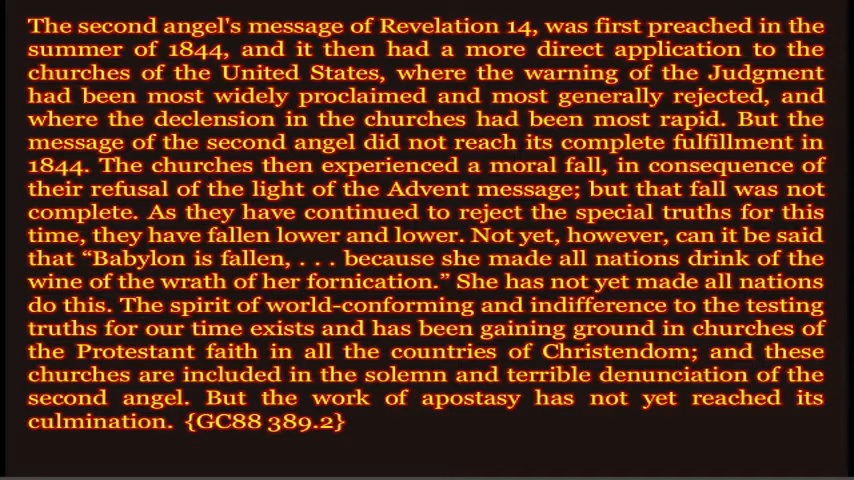 The second angel's message of Revelation 14, was first preached in the
summer of 1844, and it then had a more direct application to the
churches of the United States, where the warning of the Judgment
had been most widely proclaimed and most generally rejected, and
where the declension in the churches had been most rapid. But the
message of the second angel did not reach its complete fulfillment in
1844. The churches then experienced a moral fall, in consequence of
their refusal of the light of the Advent message; but that fall was not
complete. As they have continued to reject the special truths for this
time, they have fallen lower and lower. Not yet, however, can it be said
that “Babylon is fallen, . . . because she made all nations drink of the
wine of the wrath of her fornication.” She has not yet made all nations
do this. The spirit of world-conforming and indifference to the testing
truths for our time exists and has been gaining ground in churches of
the Protestant faith in all the countries of Christendom; and these
churches are included in the solemn and terrible denunciation of the
second angel. But the work of apostasy has not yet reached its
culmination. {GC88 389.2}